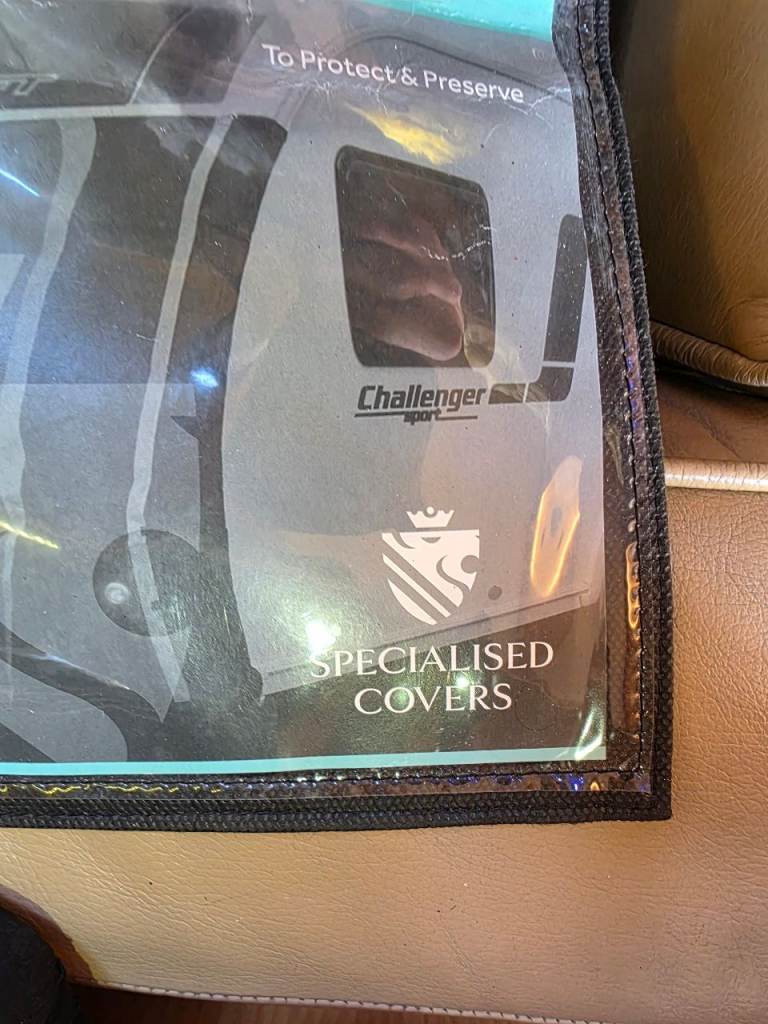 To Protect & Preserve
Challenger
sport
SPECIALISED
COVERS